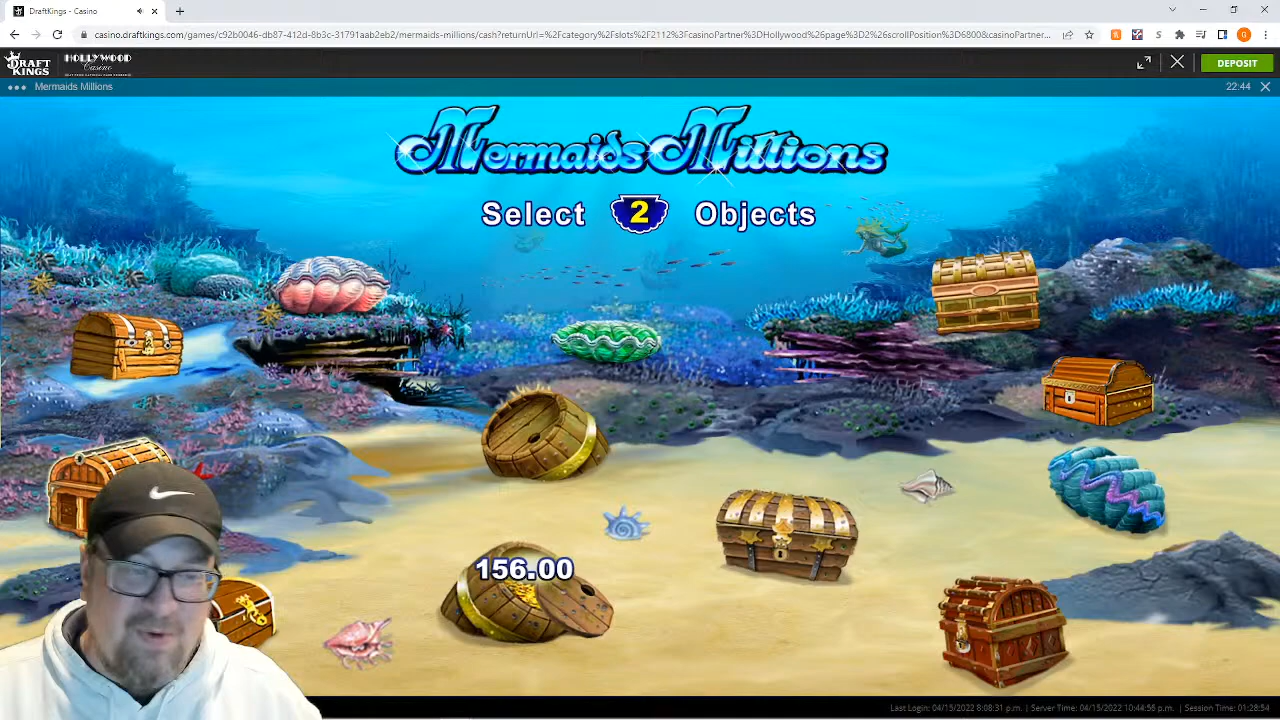 DraftKings - Casino
casino.draftkings.com/games/c92b0046-db87-412d-8b3c-31791aab2eb2/mermaids-millions/cash?returnUrl=%2Fcategory%2Fslots%2F2112%3FcasinoPartner%3DHollywood%26page%3D2%26scrollPosition%3D6800&casinoPartner...
DRAFT KINGS
HOLLYWOOD Casino
DEPOSIT
Mermaids Millions
22:44
Mermaids Millions
Select 2 Objects
156.00
Last Login: 04/15/2022 8:08:31 p.m. | Server Time: 04/15/2022 10:44:56 p.m. | Session Time: 01:28:54